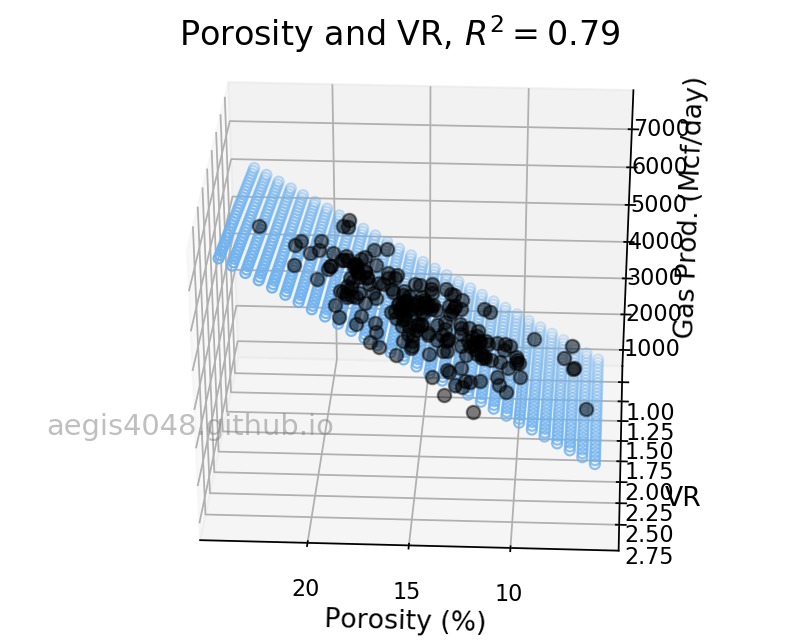 Porosity and VR, R² = 0.79
7000
6000
5000
4000
3000
2000
1000
Gas Prod. (Mcf/day)
1.00
1.25
1.50
1.75
2.00
2.25
2.50
2.75
VR
aegis4048.github.io
20 15 10
Porosity (%)